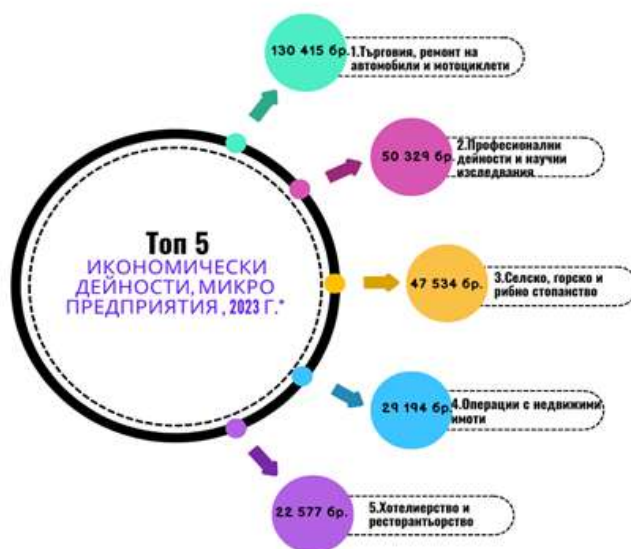 130 415 бр.
1.Търговия, ремонт на
автомобили и мотоциклети
50 329 бр.
2.Професионални
дейности и научни
изследвания
Топ 5
ИКОНОМИЧЕСКИ
ДЕЙНОСТИ, МИКРО
ПРЕДПРИЯТИЯ , 2023 Г.*
47 534 бр.
3.Селско, горско и
рибно стопанство
29 194 бр.
4.Операции с недвижими
имоти
22 577 бр.
5.Хотелиерство и
ресторантьорство